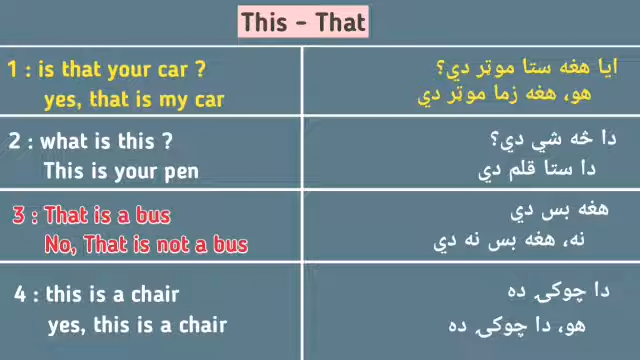 This - That
1 : is that your car ?
yes, that is my car
ایا هغه ستا موټر دي؟
هو، هغه زما موټر دي
2 : what is this ?
This is your pen
دا څه شي دي؟
دا ستا قلم دي
3 : That is a bus
No, That is not a bus
هغه بس دي
نه، هغه بس نه دي
4 : this is a chair
yes, this is a chair
دا چوکۍ ده
هو، دا چوکۍ ده